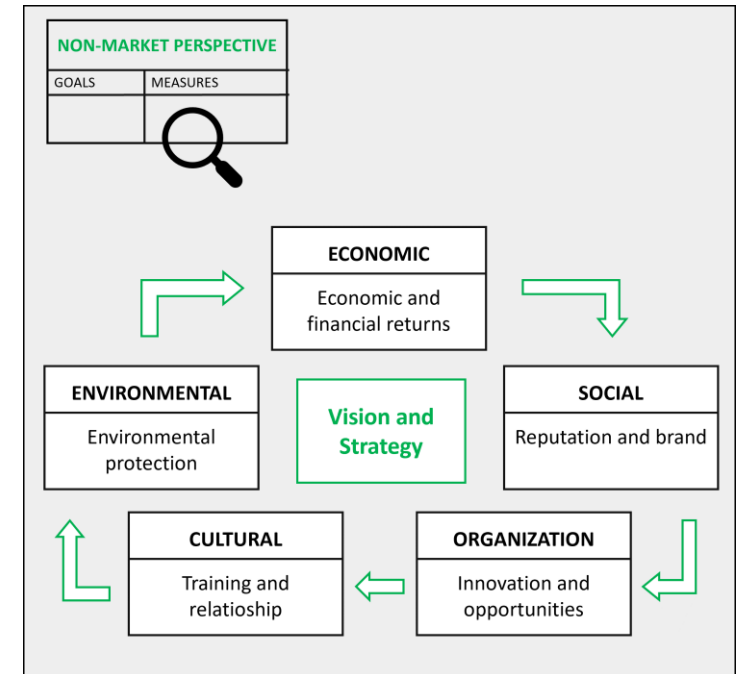 NON-MARKET PERSPECTIVE
GOALS MEASURES
ECONOMIC
Economic and
financial returns
ENVIRONMENTAL
Environmental
protection
Vision and
Strategy
SOCIAL
Reputation and brand
CULTURAL
Training and
relatioship
ORGANIZATION
Innovation and
opportunities